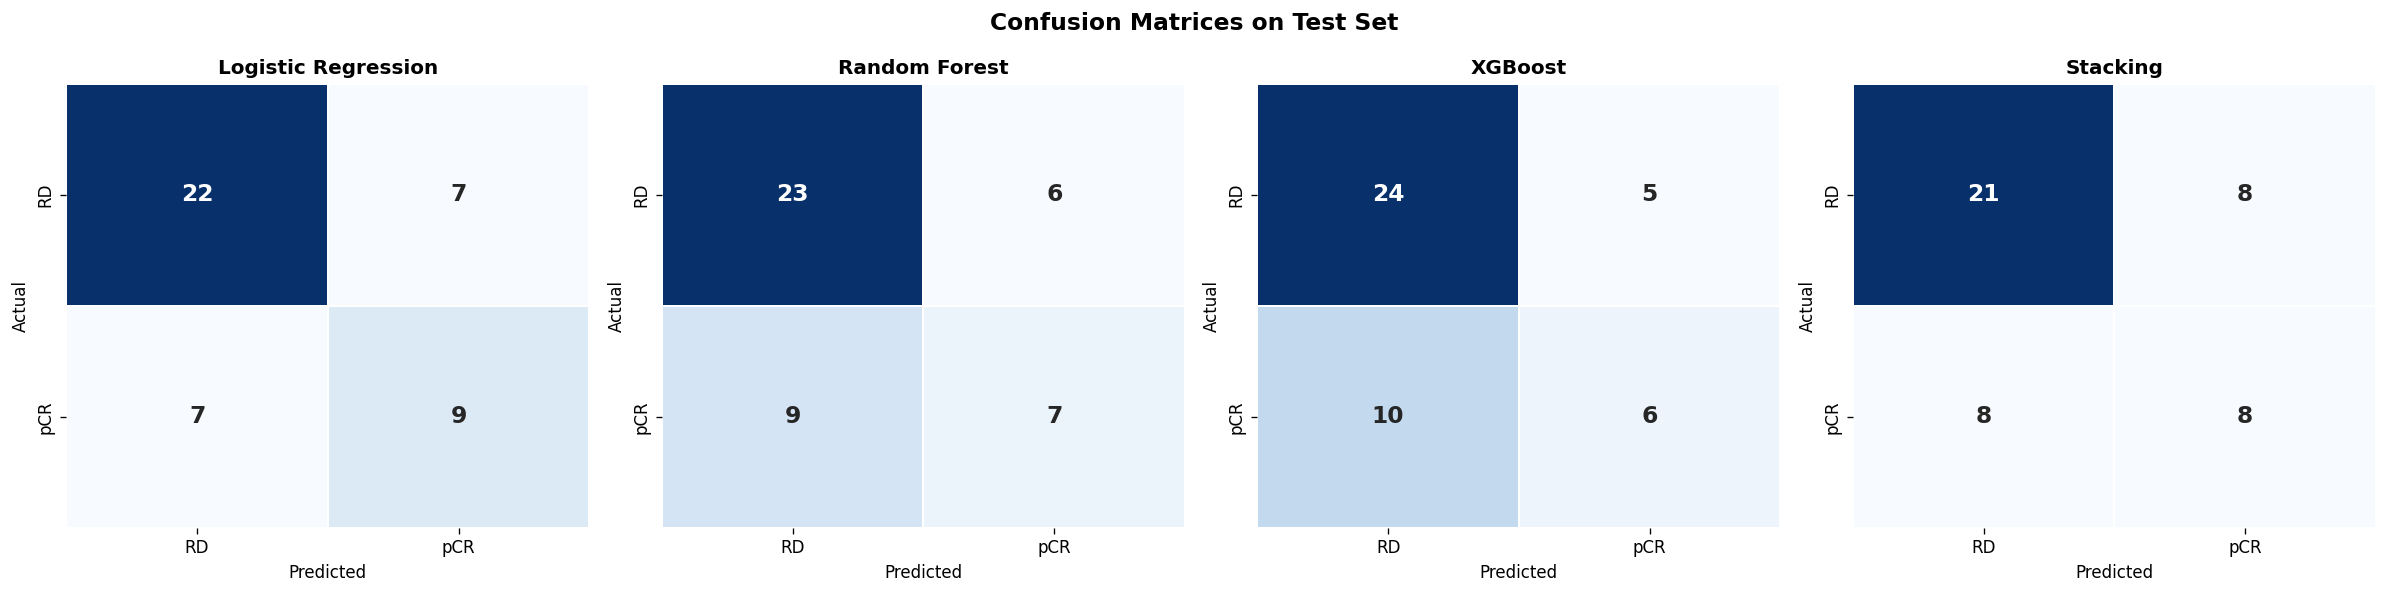 Confusion Matrices on Test Set
Logistic Regression
Actual
RD
22
7
pCR
7
9
RD
pCR
Predicted
Random Forest
Actual
RD
23
6
pCR
9
7
RD
pCR
Predicted
XGBoost
Actual
RD
24
5
pCR
10
6
RD
pCR
Predicted
Stacking
Actual
RD
21
8
pCR
8
8
RD
pCR
Predicted